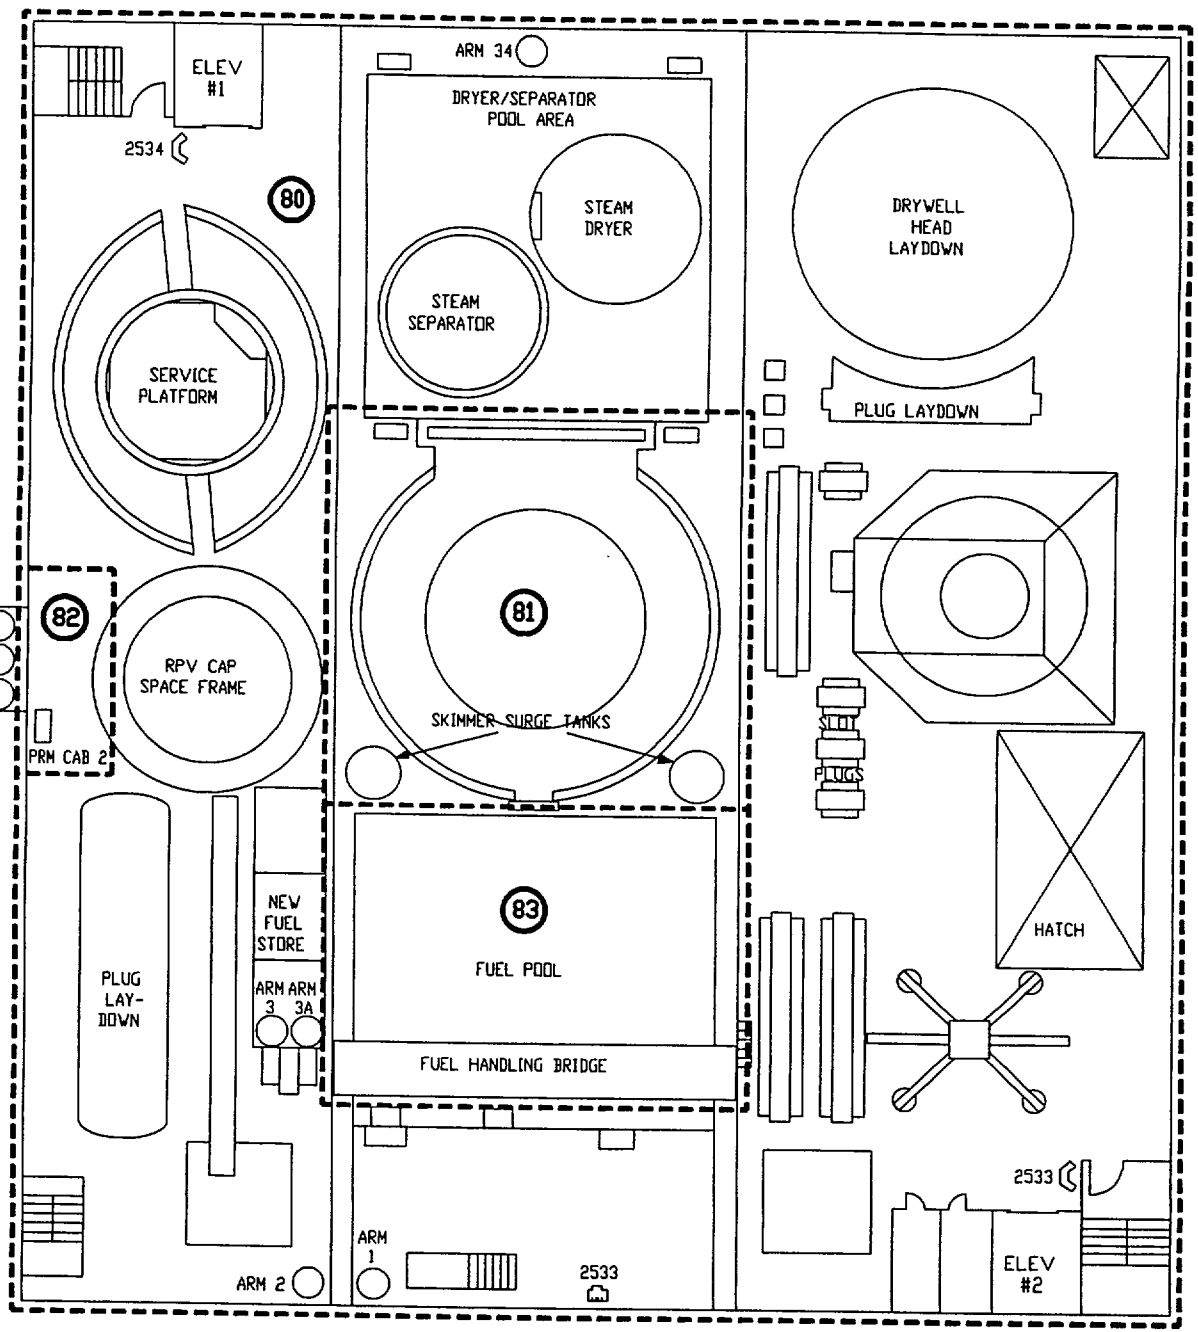 ARM 34
ELEV
#1
DRYER/SEPARATOR
POOL AREA
2534
80
STEAM
DRYER
DRYWELL
HEAD
LAYDOWN
STEAM
SEPARATOR
SERVICE
PLATFORM
PLUG LAYDOWN
82
81
RPV CAP
SPACE FRAME
SKIMMER SURGE TANKS
SLOT
PLUGS
PRM CAB 2
NEW
FUEL
STORE
83
FUEL POOL
HATCH
PLUG
LAY-
DOWN
ARM
3
ARM
3A
FUEL HANDLING BRIDGE
2533
ARM
1
ARM 2
2533
ELEV
#2